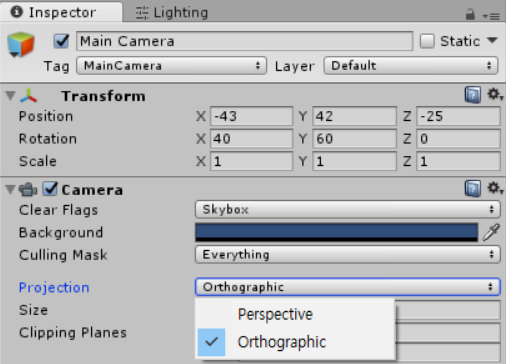 Inspector Lighting
Main Camera Static
Tag MainCamera Layer Default
Transform
Position X -43 Y 42 Z -25
Rotation X 40 Y 60 Z 0
Scale X 1 Y 1 Z 1
Camera
Clear Flags Skybox
Background
Culling Mask Everything
Projection Orthographic
Size Perspective
Clipping Planes Orthographic